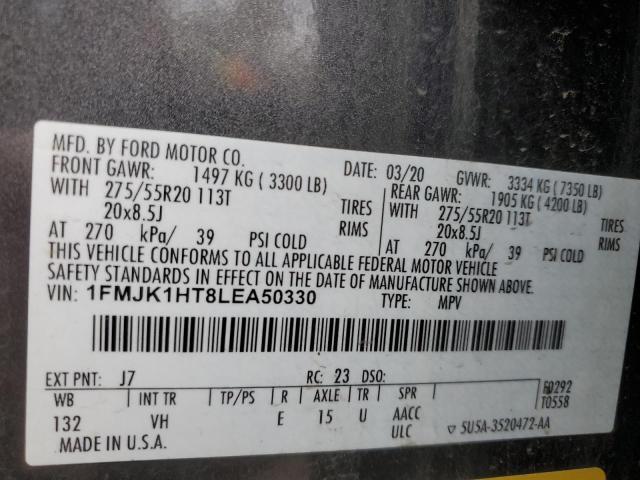 MFD. BY FORD MOTOR CO.
DATE: 03/20 GVWR: 3334 KG ( 7350 LB)
FRONT GAWR: 1497 KG ( 3300 LB) REAR GAWR: 1905 KG ( 4200 LB)
WITH 275/55R20 113T TIRES WITH 275/55R20 113T TIRES
20x8.5J RIMS 20x8.5J RIMS
AT 270 kPa/ 39 PSI COLD AT 270 kPa/ 39 PSI COLD
THIS VEHICLE CONFORMS TO ALL APPLICABLE FEDERAL MOTOR VEHICLE
SAFETY STANDARDS IN EFFECT ON THE DATE OF MANUFACTURE SHOWN ABOVE.
VIN: 1FMJK1HT8LEA50330 TYPE: MPV
EXT PNT: J7 RC: 23 DSO:
WB INT TR TP/PS R AXLE TR SPR
132 VH E 15 U AACC
ULC
T0558
▽ 5U5A-3520472-AA
MADE IN U.S.A.